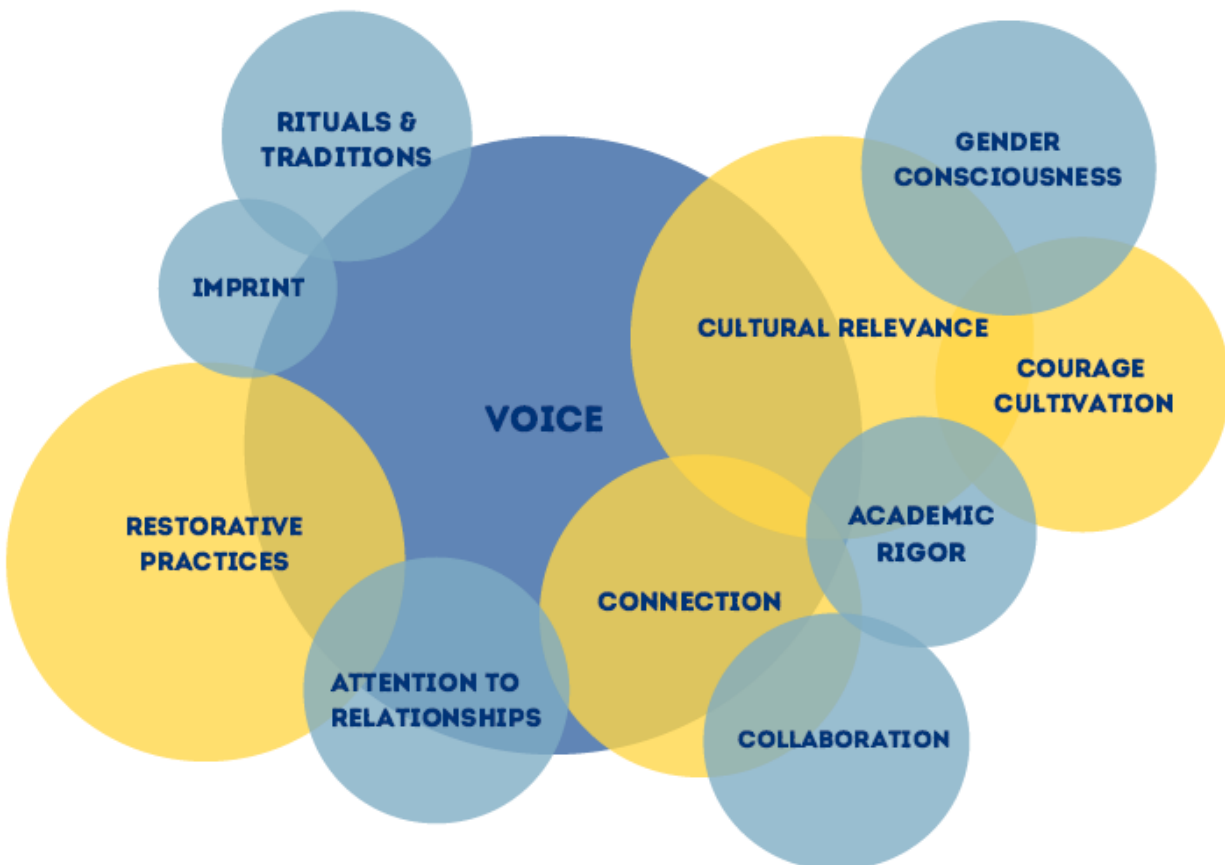 RITUALS &
TRADITIONS
GENDER
CONSCIOUSNESS
IMPRINT
CULTURAL RELEVANCE
COURAGE
CULTIVATION
VOICE
RESTORATIVE
PRACTICES
ACADEMIC
RIGOR
CONNECTION
ATTENTION TO
RELATIONSHIPS
COLLABORATION